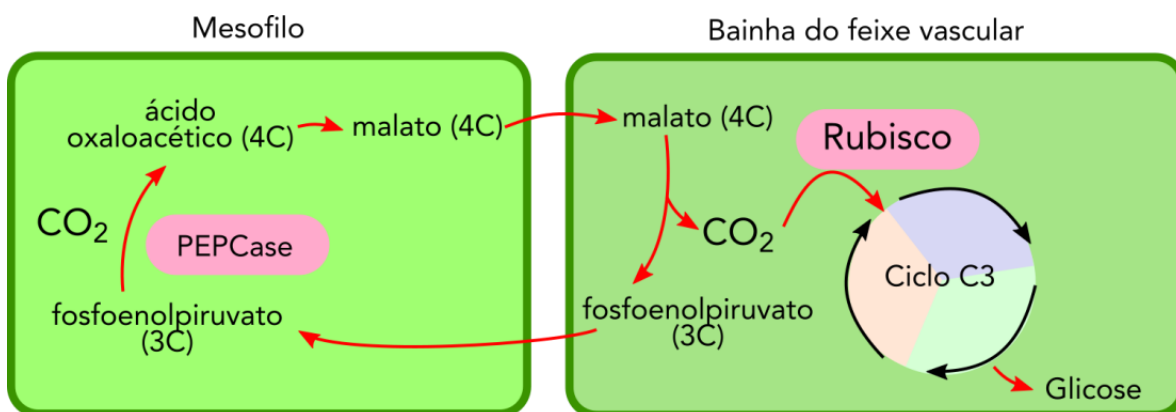 Mesofilo
Bainha do feixe vascular
ácido
oxaloacético (4C)
malato (4C)
malato (4C)
Rubisco
CO₂
PEPCase
CO₂
Ciclo C3
fosfoenolpiruvato
(3C)
fosfoenolpiruvato
(3C)
Glicose